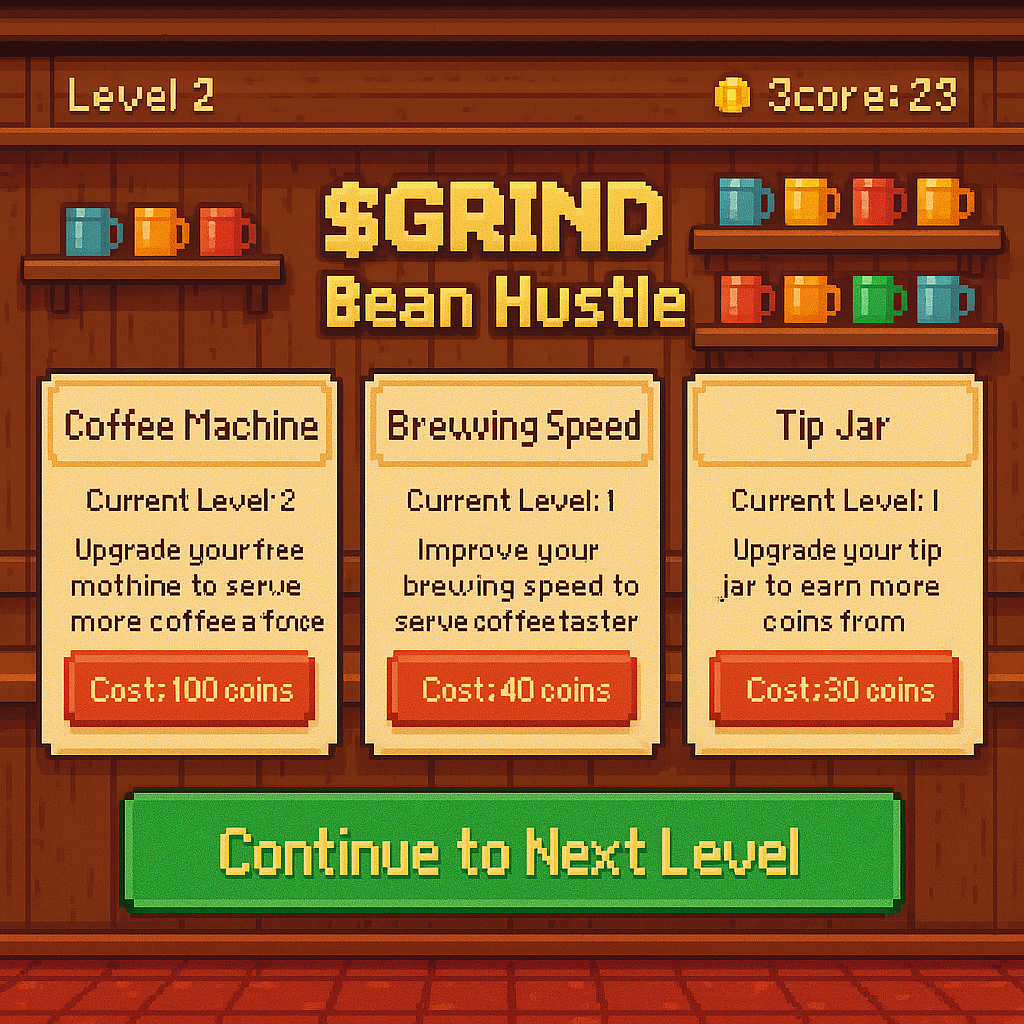 Level 2
3core: 23
$GRIND
Bean Hustle
Coffee Machine
Current Level: 2
Upgrade your free
mothine to serve
more coffee a fonce
Cost: 100 coins
Brewving Speed
Current Level: 1
Improve your
brewing speed to
serve coffee taster
Cost: 40 coins
Tip Jar
Current Level: 1
Upgrade your tip
jar to earn more
coins from
Cost: 30 coins
Continue to Next Level